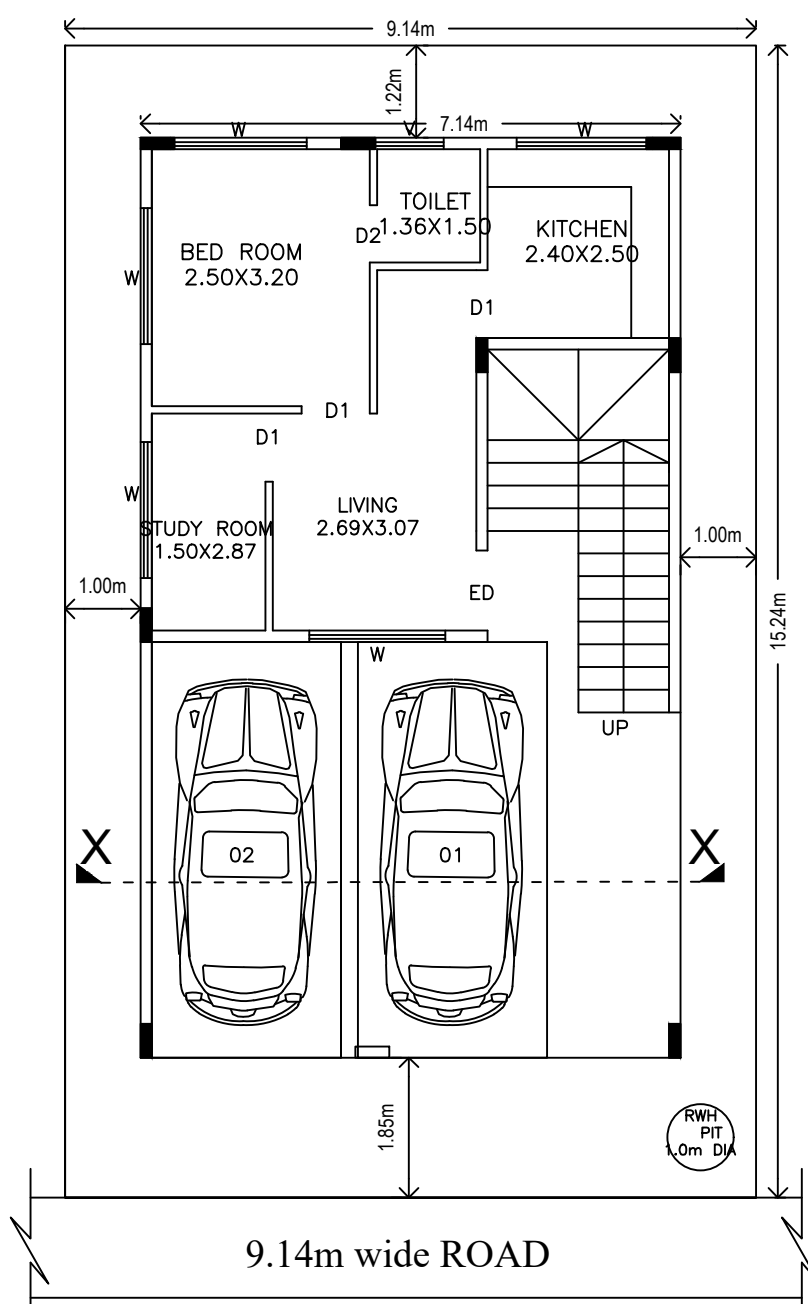 9.14m
1.22m
7.14m
W
V
W
TOILET
1.36X1.50
D2
KITCHEN
2.40X2.50
BED ROOM
2.50X3.20
W
D1
D1
D1
W
LIVING
2.69X3.07
STUDY ROOM
1.50X2.87
1.00m
1.00m
ED
15.24m
W
UP
X
X
02
01
1.85m
RWH
PIT
1.0m DIA
9.14m wide ROAD